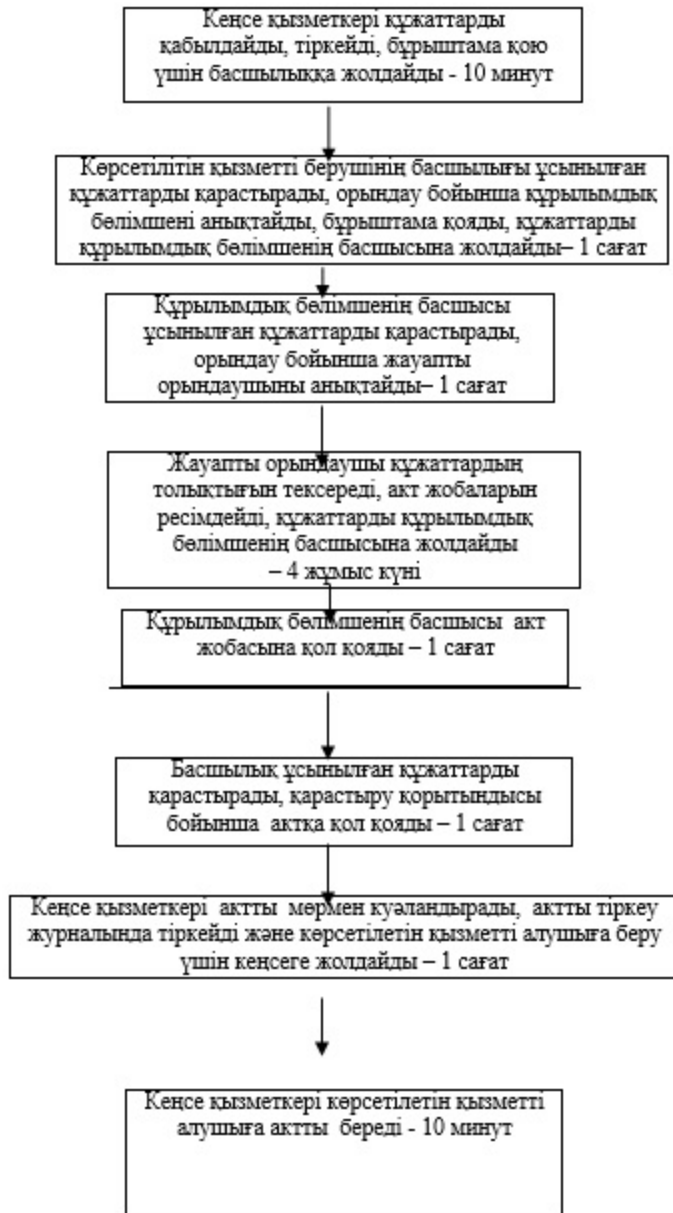 Кеңсе қызметкері құжаттарды
қабылдайды, тіркейді, бұрыштама қою
үшін басшылыққа жолдайды - 10 минут
Көрсетілітін қызметті берушінің басшылығы ұсынылған
құжаттарды қарастырады, орындау бойынша құрылымдық
бөлімшені анықтайды, бұрыштама қояды, құжаттарды
құрылымдық бөлімшенің басшысына жолдайды– 1 сағат
Құрылымдық бөлімшенің басшысы
ұсынылған құжаттарды қарастырады,
орындау бойынша жауапты
орындаушыны анықтайды– 1 сағат
Жауапты орындаушы құжаттардың
толықтығын тексереді, акт жобаларын
ресімдейді, құжаттарды құрылымдық
бөлімшенің басшысына жолдайды
– 4 жұмыс күні
Құрылымдық бөлімшенің басшысы акт
жобасына қол қояды – 1 сағат
Басшылық ұсынылған құжаттарды
қарастырады, қарастыру қорытындысы
бойынша актқа қол қояды – 1 сағат
Кеңсе қызметкері актты мөрмен куәландырады, актты тіркеу
журналында тіркейді және көрсетілетін қызметті алушыға беру
үшін кеңсеге жолдайды – 1 сағат
Кеңсе қызметкері көрсетілетін қызметті
алушыға актты береді - 10 минут